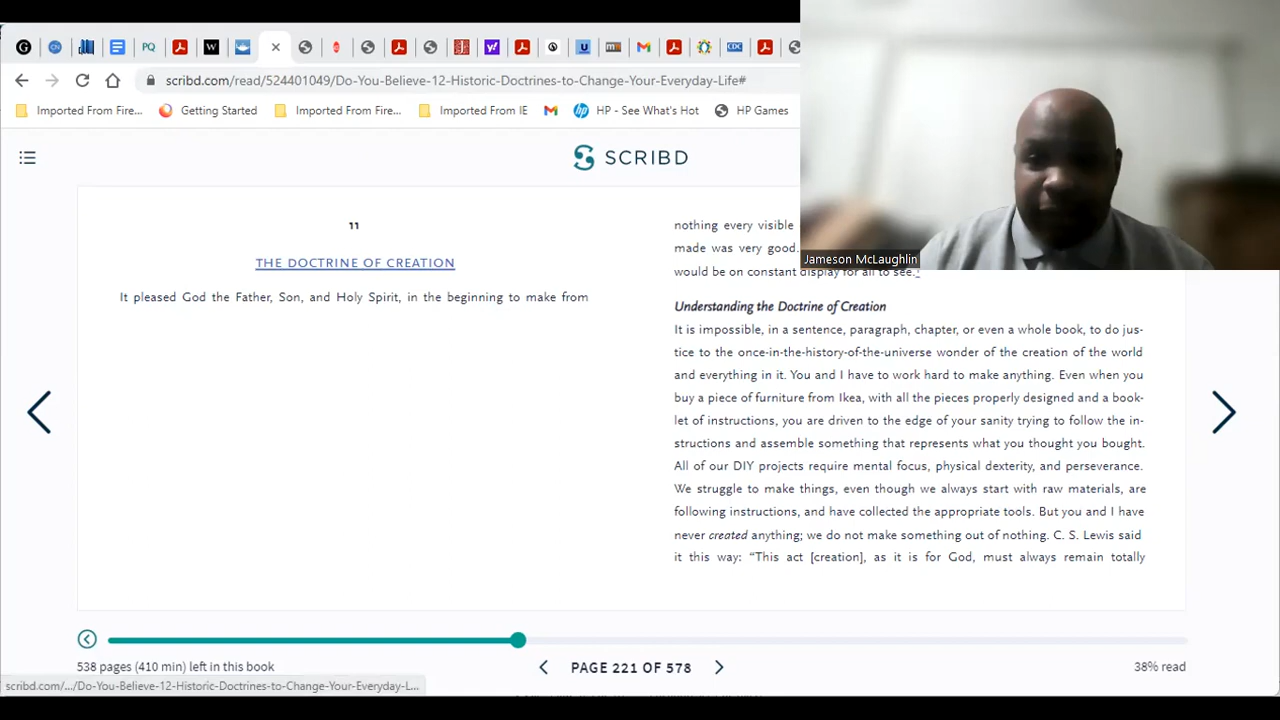 scribd.com/read/524401049/Do-You-Believe-12-Historic-Doctrines-to-Change-Your-Everyday-Life#
Imported From Fire... Getting Started Imported From Fire... Imported From IE HP - See What's Hot HP Games
SCRIBD
Jameson McLaughlin
11
THE DOCTRINE OF CREATION
It pleased God the Father, Son, and Holy Spirit, in the beginning to make from
nothing every visible
made was very good.
would be on constant display for all to see.
Understanding the Doctrine of Creation
It is impossible, in a sentence, paragraph, chapter, or even a whole book, to do jus-
tice to the once-in-the-history-of-the-universe wonder of the creation of the world
and everything in it. You and I have to work hard to make anything. Even when you
buy a piece of furniture from Ikea, with all the pieces properly designed and a book-
let of instructions, you are driven to the edge of your sanity trying to follow the in-
structions and assemble something that represents what you thought you bought.
All of our DIY projects require mental focus, physical dexterity, and perseverance.
We struggle to make things, even though we always start with raw materials, are
following instructions, and have collected the appropriate tools. But you and I have
never created anything; we do not make something out of nothing. C. S. Lewis said
it this way: “This act [creation], as it is for God, must always remain totally
538 pages (410 min) left in this book
PAGE 221 OF 578
38% read
scribd.com/.../Do-You-Believe-12-Historic-Doctrines-to-Change-Your-Everyday-L...